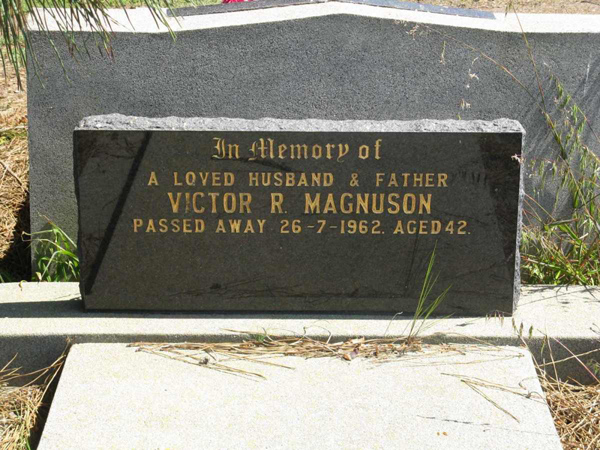 In Memory of
A LOVED HUSBAND & FATHER
VICTOR R. MAGNUSON
PASSED AWAY 26-7-1962. AGED 42.